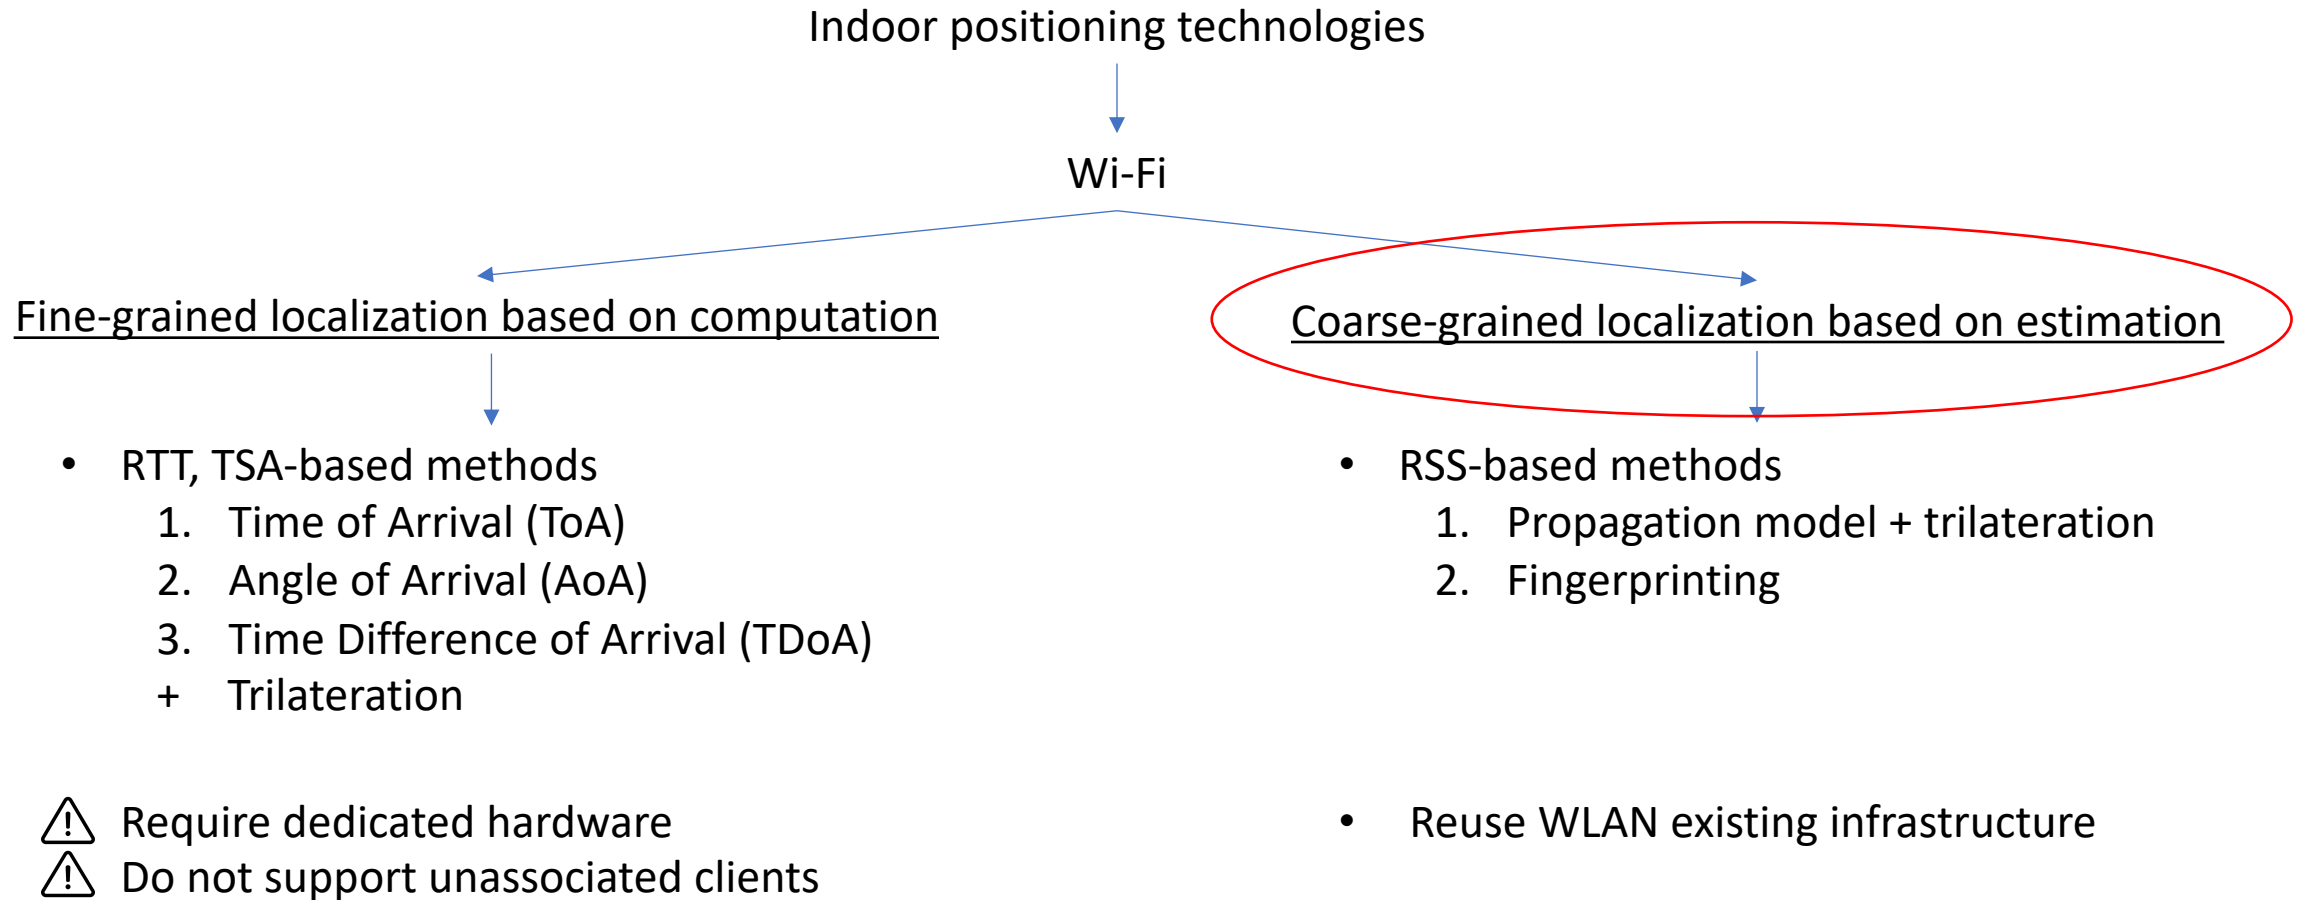 Indoor positioning technologies
Wi-Fi
Fine-grained localization based on computation
• RTT, TSA-based methods
1. Time of Arrival (ToA)
2. Angle of Arrival (AoA)
3. Time Difference of Arrival (TDoA)
+ Trilateration
Require dedicated hardware
Do not support unassociated clients
Coarse-grained localization based on estimation
• RSS-based methods
1. Propagation model + trilateration
2. Fingerprinting
• Reuse WLAN existing infrastructure